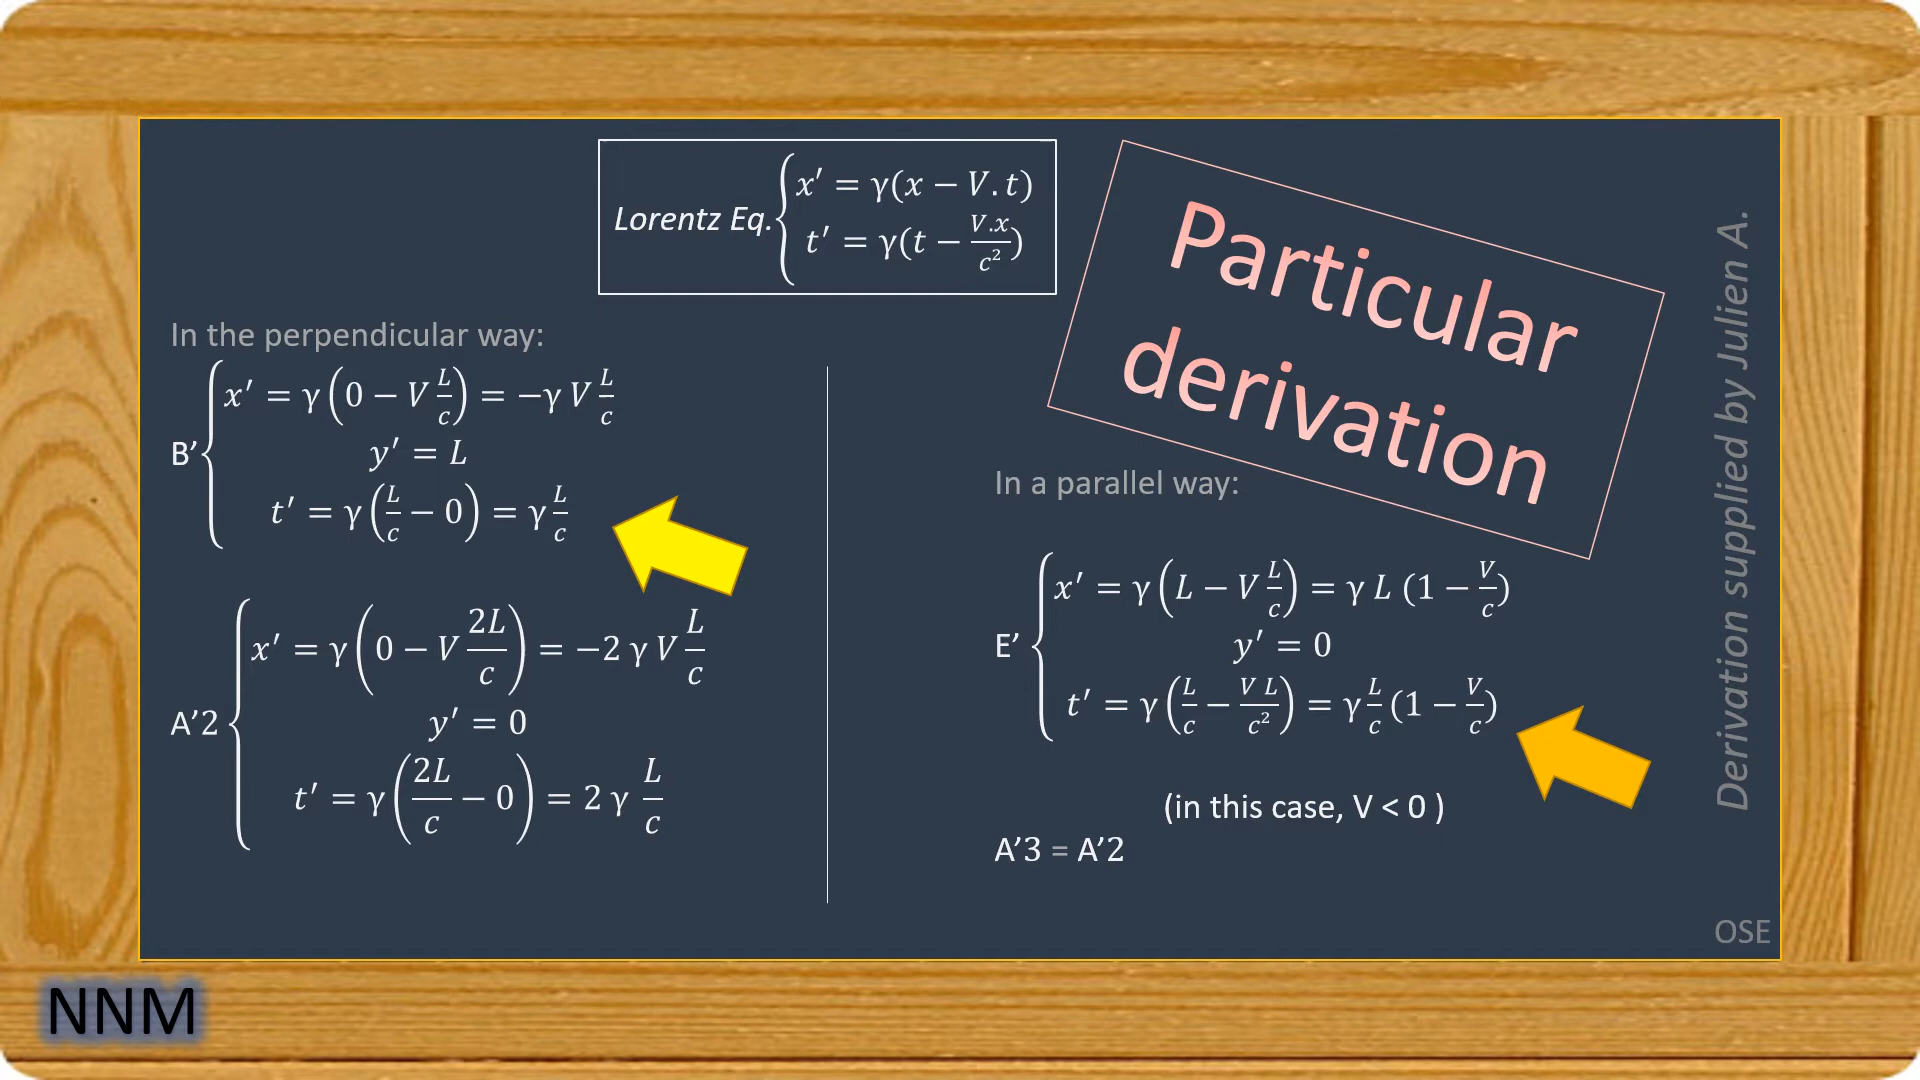 Lorentz Eq. { x′ = γ(x − V.t)
t′ = γ(t − V.x/c²)
Particular
derivation
In the perpendicular way:
B’ { x′ = γ(0 − V L/c) = −γ V L/c
y′ = L
t′ = γ(L/c − 0) = γ L/c
A’2 { x′ = γ(0 − V 2L/c) = −2 γ V L/c
y′ = 0
t′ = γ(2L/c − 0) = 2 γ L/c
In a parallel way:
E’ { x′ = γ(L − V L/c) = γ L (1 − V/c)
y′ = 0
t′ = γ(L/c − V L/c²) = γ L/c (1 − V/c)
(in this case, V < 0 )
A’3 = A’2
Derivation supplied by Julien A.
OSE
NNM